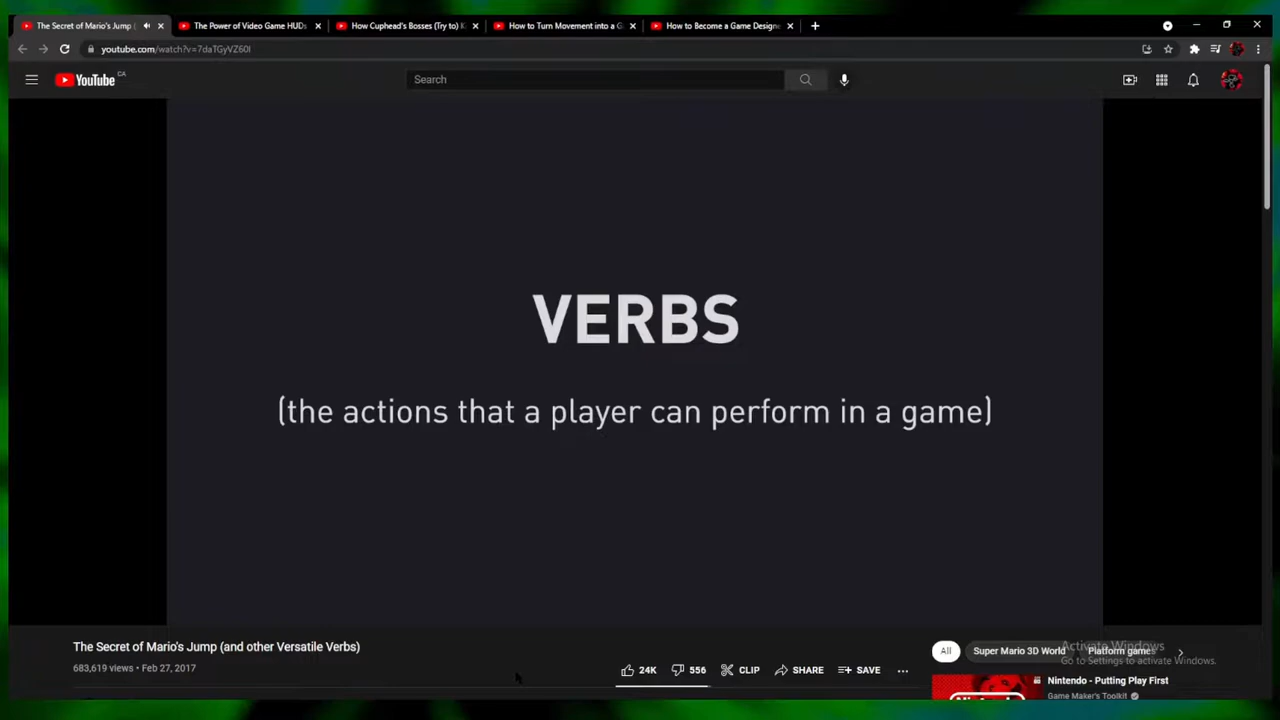 The Secret of Mario's Jump (
The Power of Video Game HUDs
How Cuphead's Bosses (Try to) K
How to Turn Movement into a G
How to Become a Game Designe
youtube.com/watch?v=7daTGyVZ60I
YouTube CA
Search
VERBS
(the actions that a player can perform in a game)
The Secret of Mario's Jump (and other Versatile Verbs)
683,619 views • Feb 27, 2017
24K
556
CLIP
SHARE
SAVE
All
Super Mario 3D World
Platform games
Activate Windows
Go to Settings to activate Windows.
Nintendo - Putting Play First
Game Maker's Toolkit